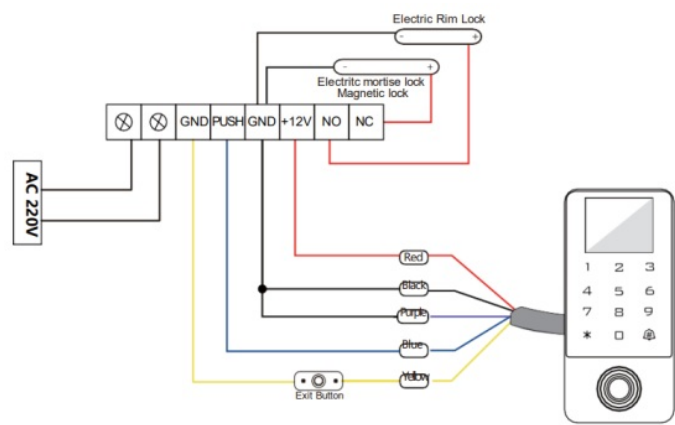 Electric Rim Lock
- +
- +
Electritc mortise lock
Magnetic lock
GND PUSH GND +12V NO NC
AC 220V
Red
Black
Purple
Blue
Yellow
Exit Button
1 2 3
4 5 6
7 8 9
* 0